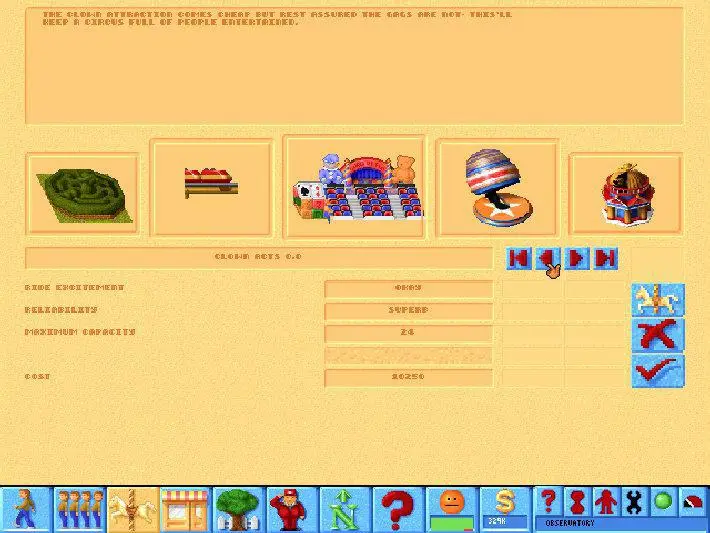 THE CLOWN ATTRACTION COMES CHEAP BUT REST ASSURED THE GAGS ARE NOT. THIS'LL
KEEP A CIRCUS FULL OF PEOPLE ENTERTAINED.
CLOWN ACTS 0.0
RIDE EXCITEMENT OKAY
RELIABILITY SUPERB
MAXIMUM CAPACITY 24
COST 10250
329K
OBSERVATORY